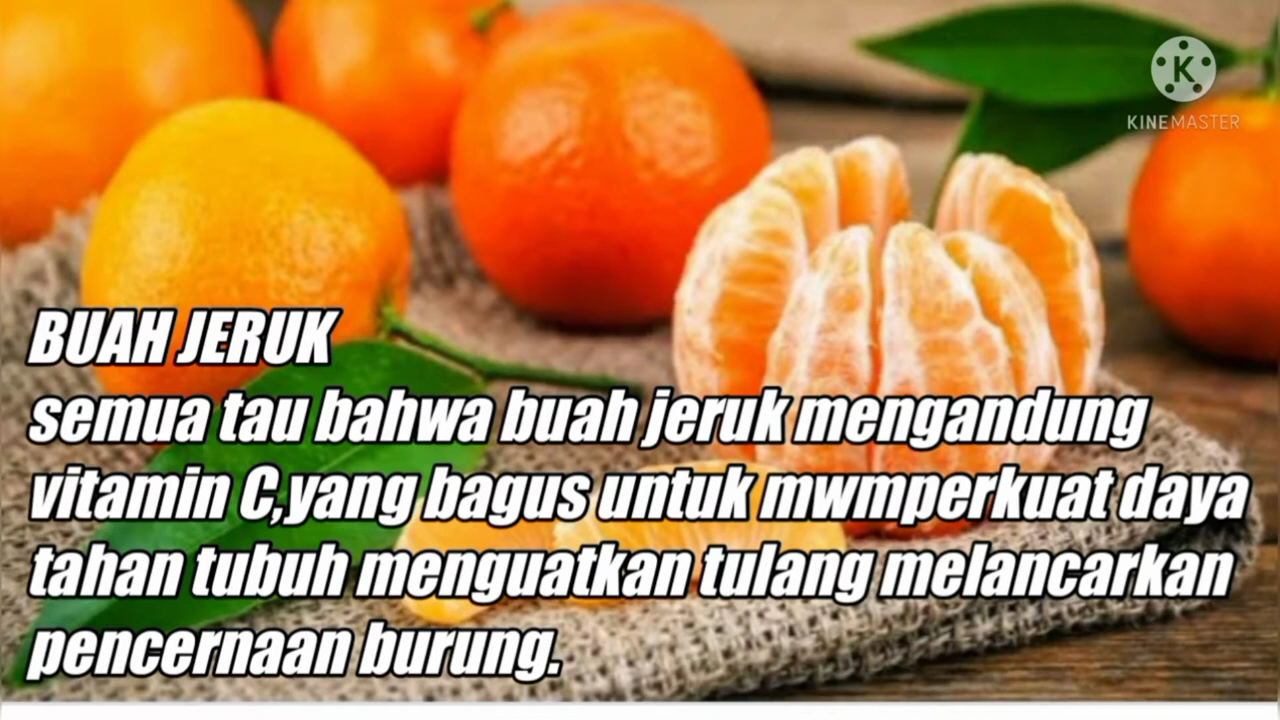 K
KINEMASTER
BUAH JERUK
semua tau bahwa buah jeruk mengandung
vitamin C,yang bagus untuk mwmperkuat daya
tahan tubuh menguatkan tulang melancarkan
pencernaan burung.